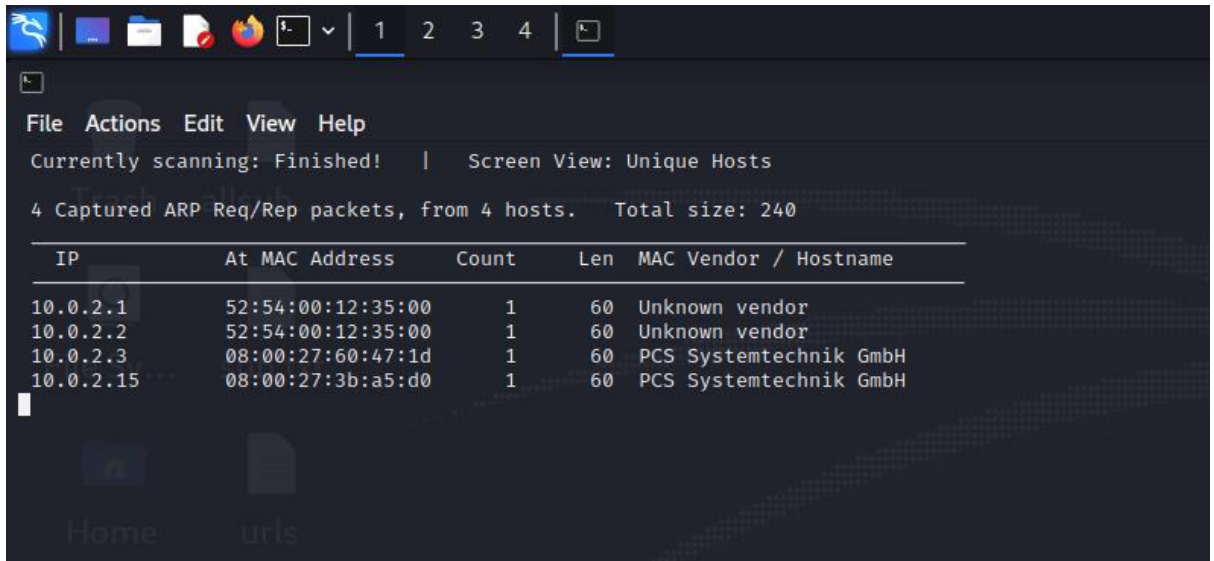 1 2 3 4
File Actions Edit View Help
Currently scanning: Finished! | Screen View: Unique Hosts
4 Captured ARP Req/Rep packets, from 4 hosts. Total size: 240
IP At MAC Address Count Len MAC Vendor / Hostname
10.0.2.1 52:54:00:12:35:00 1 60 Unknown vendor
10.0.2.2 52:54:00:12:35:00 1 60 Unknown vendor
10.0.2.3 08:00:27:60:47:1d 1 60 PCS Systemtechnik GmbH
10.0.2.15 08:00:27:3b:a5:d0 1 60 PCS Systemtechnik GmbH
Home urls